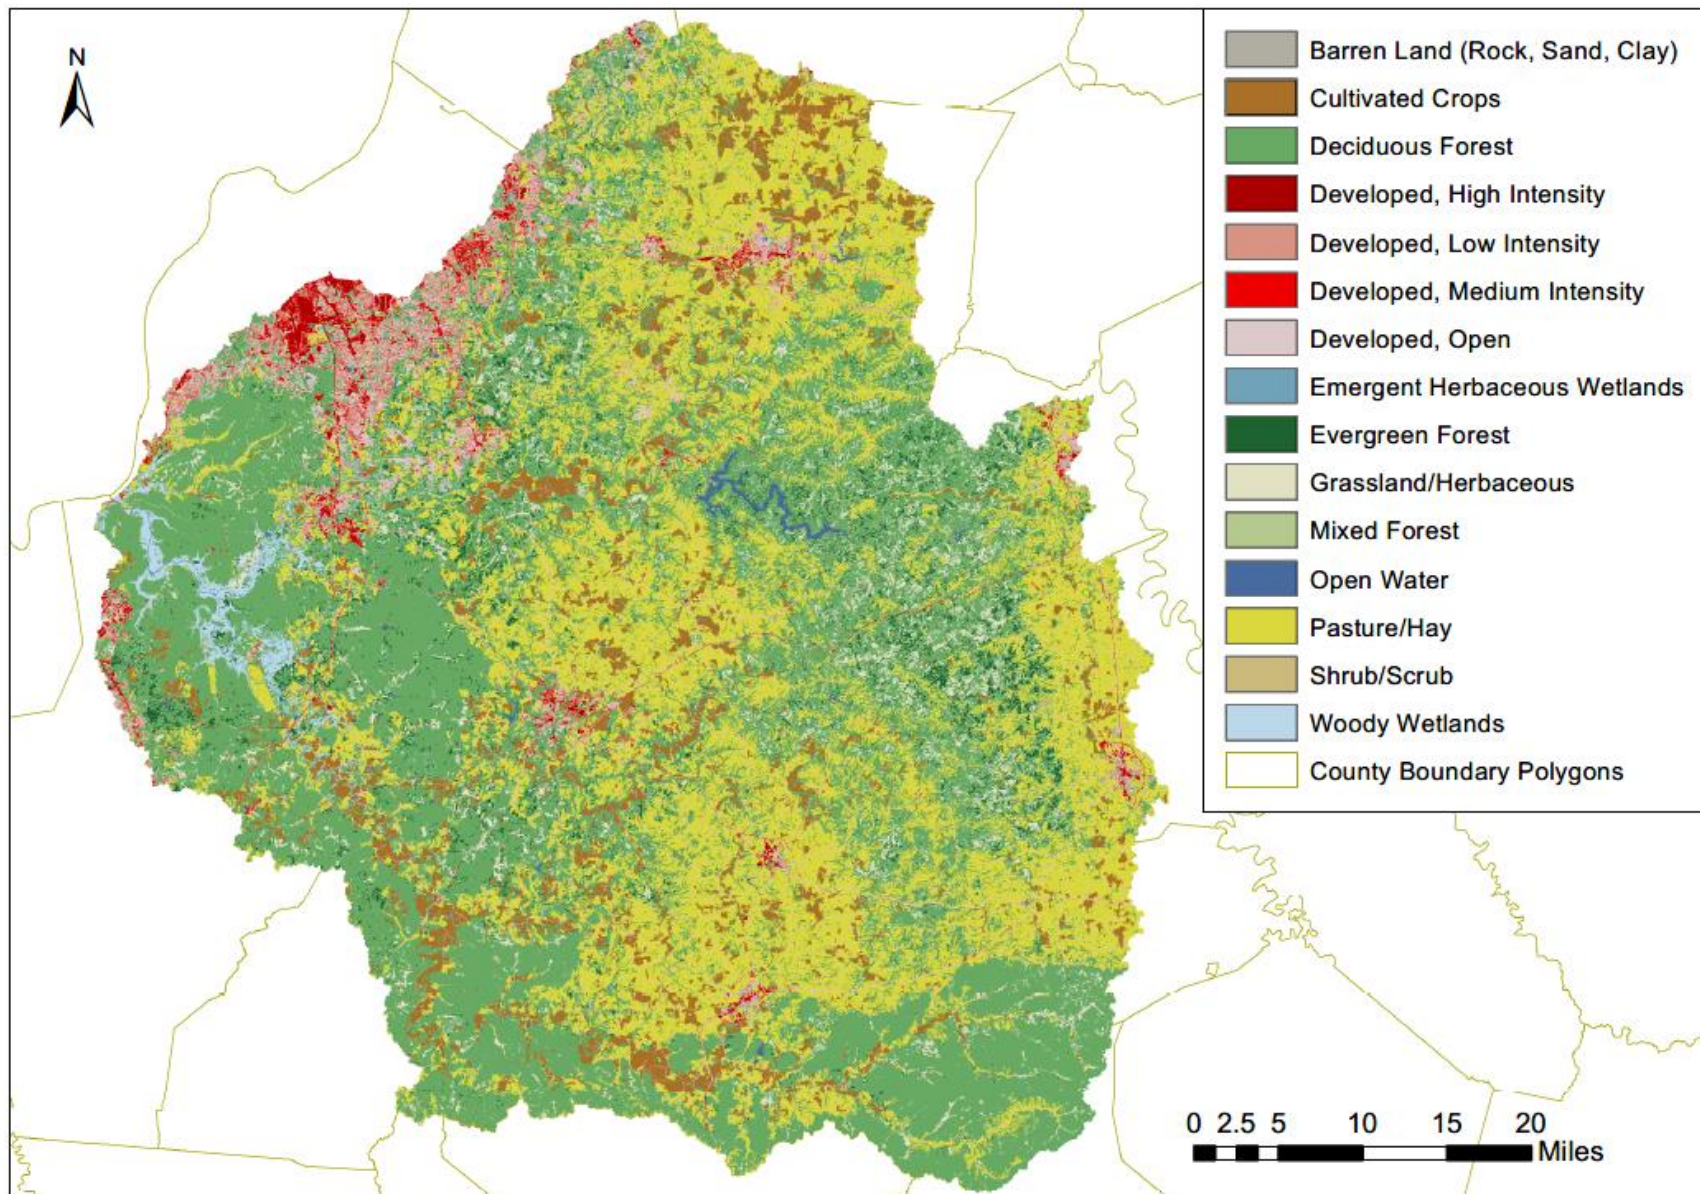 N
Barren Land (Rock, Sand, Clay)
Cultivated Crops
Deciduous Forest
Developed, High Intensity
Developed, Low Intensity
Developed, Medium Intensity
Developed, Open
Emergent Herbaceous Wetlands
Evergreen Forest
Grassland/Herbaceous
Mixed Forest
Open Water
Pasture/Hay
Shrub/Scrub
Woody Wetlands
County Boundary Polygons
0 2.5 5 10 15 20
Miles